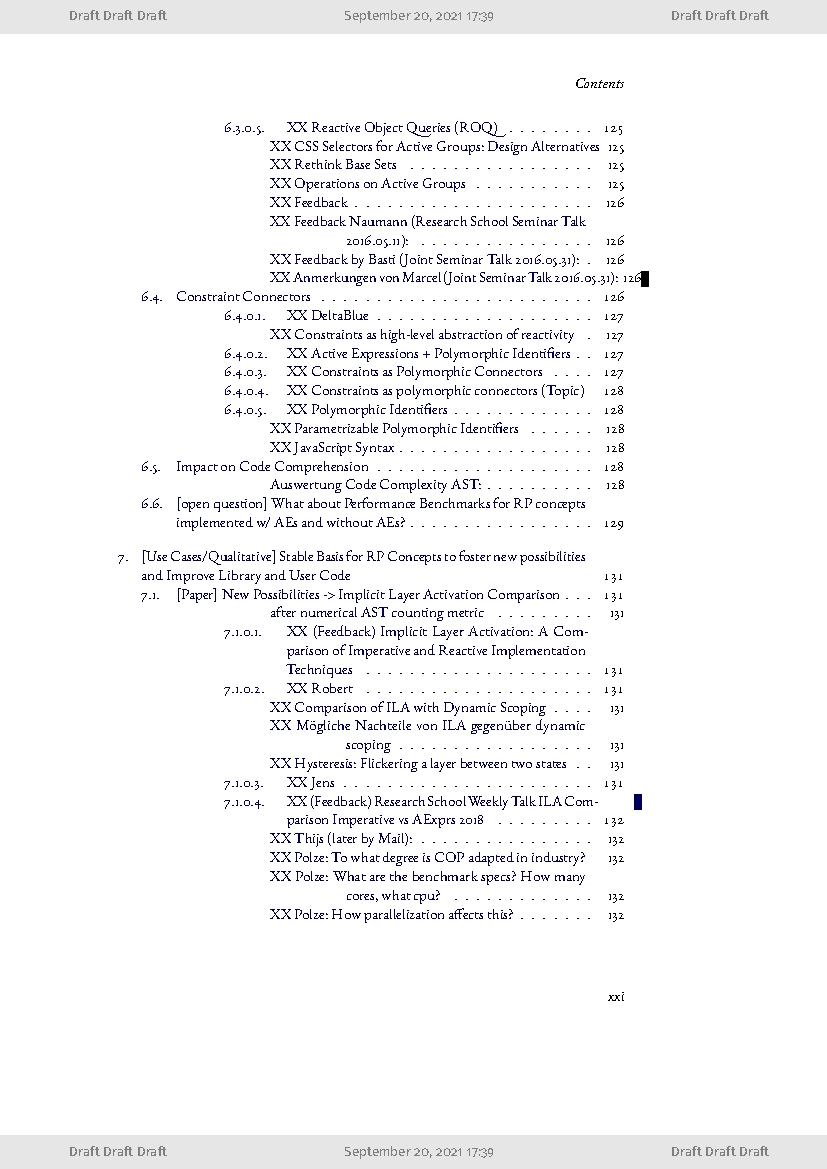 Draft Draft Draft September 20, 2021 17:39 Draft Draft Draft
Contents
6.3.0.5. XX Reactive Object Queries (ROQ) . . . . . . . . 125
XX CSS Selectors for Active Groups: Design Alternatives 125
XX Rethink Base Sets . . . . . . . . . . . . . . . . . 125
XX Operations on Active Groups . . . . . . . . . . . 125
XX Feedback . . . . . . . . . . . . . . . . . . . . . . 126
XX Feedback Naumann (Research School Seminar Talk
2016.05.11): . . . . . . . . . . . . . . . . 126
XX Feedback by Basti (Joint Seminar Talk 2016.05.31): . 126
XX Anmerkungen von Marcel (Joint Seminar Talk 2016.05.31): 126
6.4. Constraint Connectors . . . . . . . . . . . . . . . . . . . . . . . . . 126
6.4.0.1. XX DeltaBlue . . . . . . . . . . . . . . . . . . . . 127
XX Constraints as high-level abstraction of reactivity . 127
6.4.0.2. XX Active Expressions + Polymorphic Identifiers . . 127
6.4.0.3. XX Constraints as Polymorphic Connectors . . . . 127
6.4.0.4. XX Constraints as polymorphic connectors (Topic) 128
6.4.0.5. XX Polymorphic Identifiers . . . . . . . . . . . . . 128
XX Parametrizable Polymorphic Identifiers . . . . . . 128
XX JavaScript Syntax . . . . . . . . . . . . . . . . . . 128
6.5. Impact on Code Comprehension . . . . . . . . . . . . . . . . . . . . 128
Auswertung Code Complexity AST: . . . . . . . . . . 128
6.6. [open question] What about Performance Benchmarks for RP concepts
implemented w/ AEs and without AEs? . . . . . . . . . . . . . . . . . 129
7. [Use Cases/Qualitative] Stable Basis for RP Concepts to foster new possibilities
and Improve Library and User Code 131
7.1. [Paper] New Possibilities -> Implicit Layer Activation Comparison . . . 131
after numerical AST counting metric . . . . . . . . . 131
7.1.0.1. XX (Feedback) Implicit Layer Activation: A Com-
parison of Imperative and Reactive Implementation
Techniques . . . . . . . . . . . . . . . . . . . . . 131
7.1.0.2. XX Robert . . . . . . . . . . . . . . . . . . . . . 131
XX Comparison of ILA with Dynamic Scoping . . . . 131
XX Mögliche Nachteile von ILA gegenüber dynamic
scoping . . . . . . . . . . . . . . . . . . 131
XX Hysteresis: Flickering a layer between two states . . 131
7.1.0.3. XX Jens . . . . . . . . . . . . . . . . . . . . . . . 131
7.1.0.4. XX (Feedback) Research School Weekly Talk ILA Com-
parison Imperative vs AExprs 2018 . . . . . . . . . 132
XX Thijs (later by Mail): . . . . . . . . . . . . . . . . 132
XX Polze: To what degree is COP adapted in industry? 132
XX Polze: What are the benchmark specs? How many
cores, what cpu? . . . . . . . . . . . . . 132
XX Polze: How parallelization affects this? . . . . . . . 132
xxi
Draft Draft Draft September 20, 2021 17:39 Draft Draft Draft